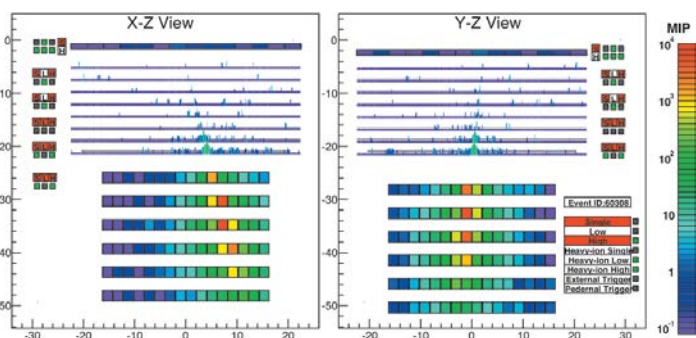 X-Z View
Y-Z View
MIP
0
-10
-20
-30
-40
-50
-30
-20
-10
0
10
20
-20
-10
0
10
20
30
10⁴
10³
10²
10
1
10⁻¹
S
H
S L H
S L H
S L H
S L H
S L H
S
H
S L H
S L H
S L H
S L H
Event ID:60308
Single
Low
High
Heavy-ion Single
Heavy-Ion Low
Heavy-ion High
External Trigger
Pedernal Trigger